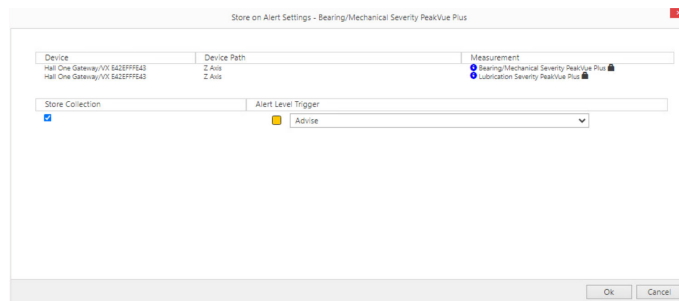 Store on Alert Settings - Bearing/Mechanical Severity PeakVue Plus
Device Device Path Measurement
Hall One Gateway/VX E42EFFFE43 Z Axis Bearing/Mechanical Severity PeakVue Plus
Hall One Gateway/VX E42EFFFE43 Z Axis Lubrication Severity PeakVue Plus
Store Collection Alert Level Trigger
Advise
Ok Cancel